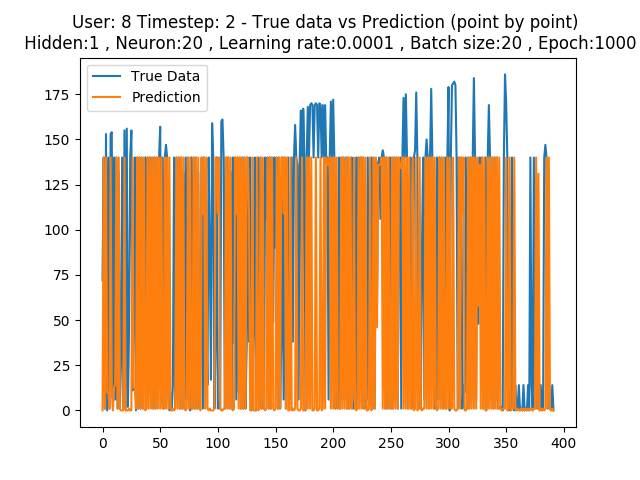 User: 8 Timestep: 2 - True data vs Prediction (point by point)
Hidden:1 , Neuron:20 , Learning rate:0.0001 , Batch size:20 , Epoch:1000
True Data
Prediction
175
150
125
100
75
50
25
0
0 50 100 150 200 250 300 350 400